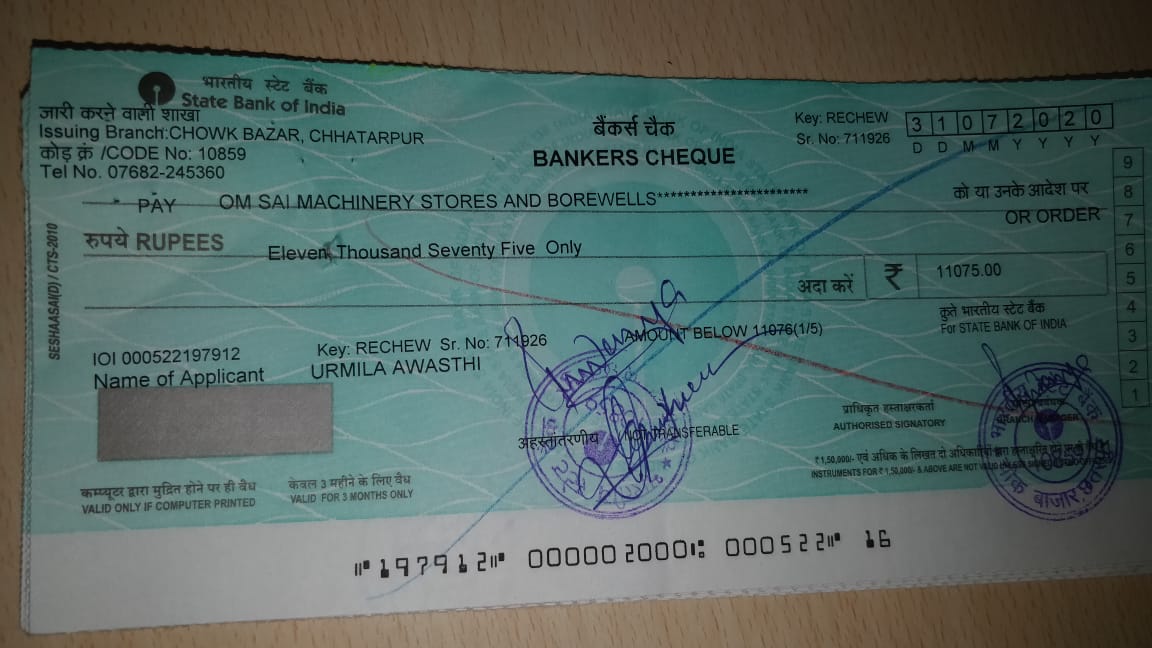 भारतीय स्टेट बैंक
State Bank of India
जारी करने वाली शाखा
Issuing Branch:CHOWK BAZAR, CHHATARPUR
कोड़ क्रं /CODE No: 10859
Tel No. 07682-245360
बैंकर्स चैक
BANKERS CHEQUE
Key: RECHEW
Sr. No: 711926
3 1 0 7 2 0 2 0
D D M M Y Y Y Y
PAY OM SAI MACHINERY STORES AND BOREWELLS********************** को या उनके आदेश पर
OR ORDER
रुपये RUPEES Eleven Thousand Seventy Five Only
अदा करें ₹ 11075.00
9
8
7
6
5
4
3
2
1
SESHAASAI(D) / CTS-2010
कृते भारतीय स्टेट बैंक
For STATE BANK OF INDIA
IOI 000522197912 Key: RECHEW Sr. No: 711926 AMOUNT BELOW 11076(1/5)
Name of Applicant URMILA AWASTHI
प्राधिकृत हस्ताक्षरकर्ता
AUTHORISED SIGNATORY
BRANCH MANAGER
अहस्तांतरणीय NOT TRANSFERABLE
₹ 1,50,000/- एवं अधिक के लिखत दो अधिकारियों द्वारा हस्ताक्षरित
INSTRUMENTS FOR ₹ 1,50,000/- & ABOVE ARE NOT VALID UNLESS SIGNED
कम्प्यूटर द्वारा मुद्रित होने पर ही वैध
VALID ONLY IF COMPUTER PRINTED
केवल 3 महीने के लिए वैध
VALID FOR 3 MONTHS ONLY
भारतीय स्टेट बैंक
चौक बाजार, छतरपुर
⑈197912⑈ 000002000⑆ 000522⑈ 16